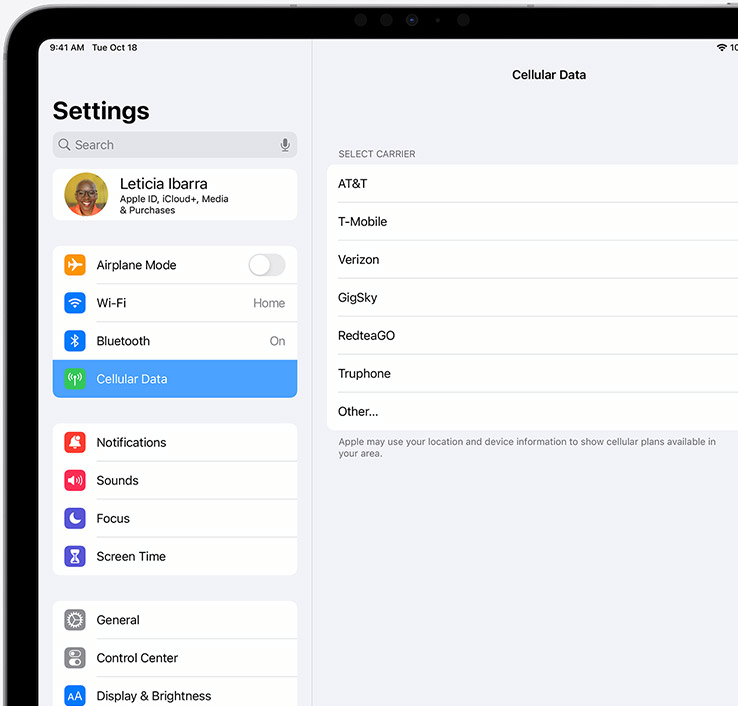 9:41 AM Tue Oct 18
10
Settings
Search
Leticia Ibarra
Apple ID, iCloud+, Media
& Purchases
Airplane Mode
Wi-Fi Home
Bluetooth On
Cellular Data
Notifications
Sounds
Focus
Screen Time
General
Control Center
AA Display & Brightness
Cellular Data
SELECT CARRIER
AT&T
T-Mobile
Verizon
GigSky
RedteaGO
Truphone
Other...
Apple may use your location and device information to show cellular plans available in
your area.